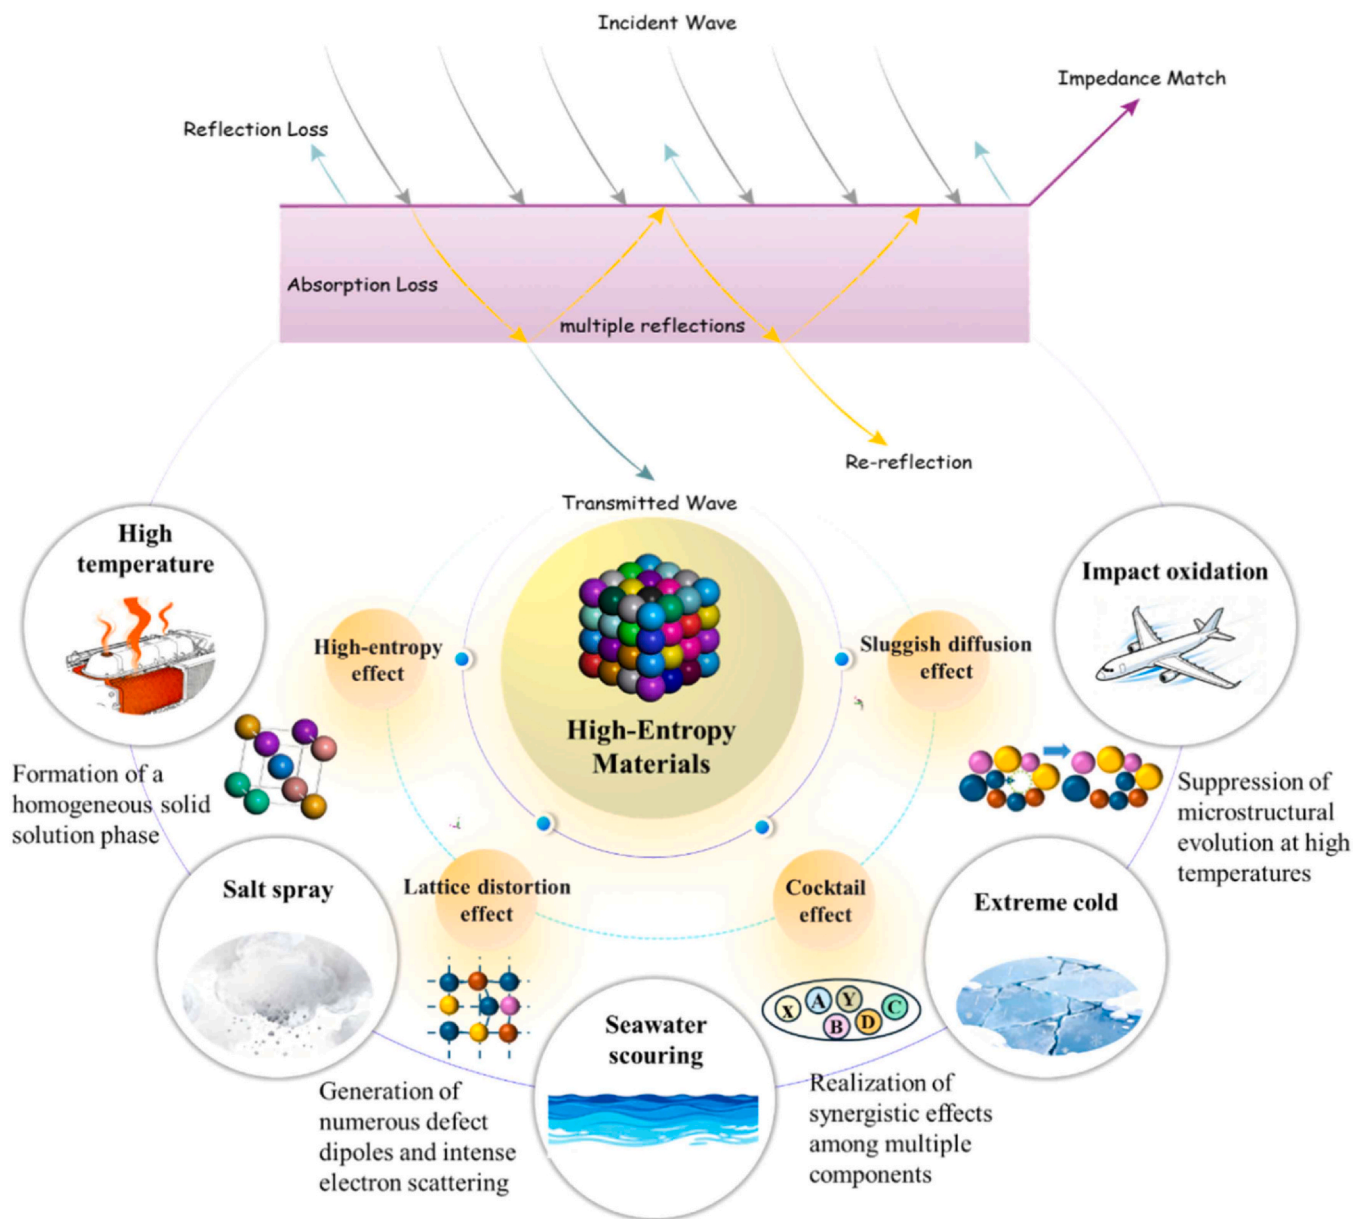 Incident Wave
Impedance Match
Reflection Loss
Absorption Loss
multiple reflections
Re-reflection
Transmitted Wave
High
temperature
Impact oxidation
High-entropy
effect
Sluggish diffusion
effect
High-Entropy
Materials
Formation of a
homogeneous solid
solution phase
Suppression of
microstructural
evolution at high
temperatures
Salt spray
Lattice distortion
effect
Cocktail
effect
Extreme cold
X A Y B D C
Seawater
scouring
Generation of
numerous defect
dipoles and intense
electron scattering
Realization of
synergistic effects
among multiple
components